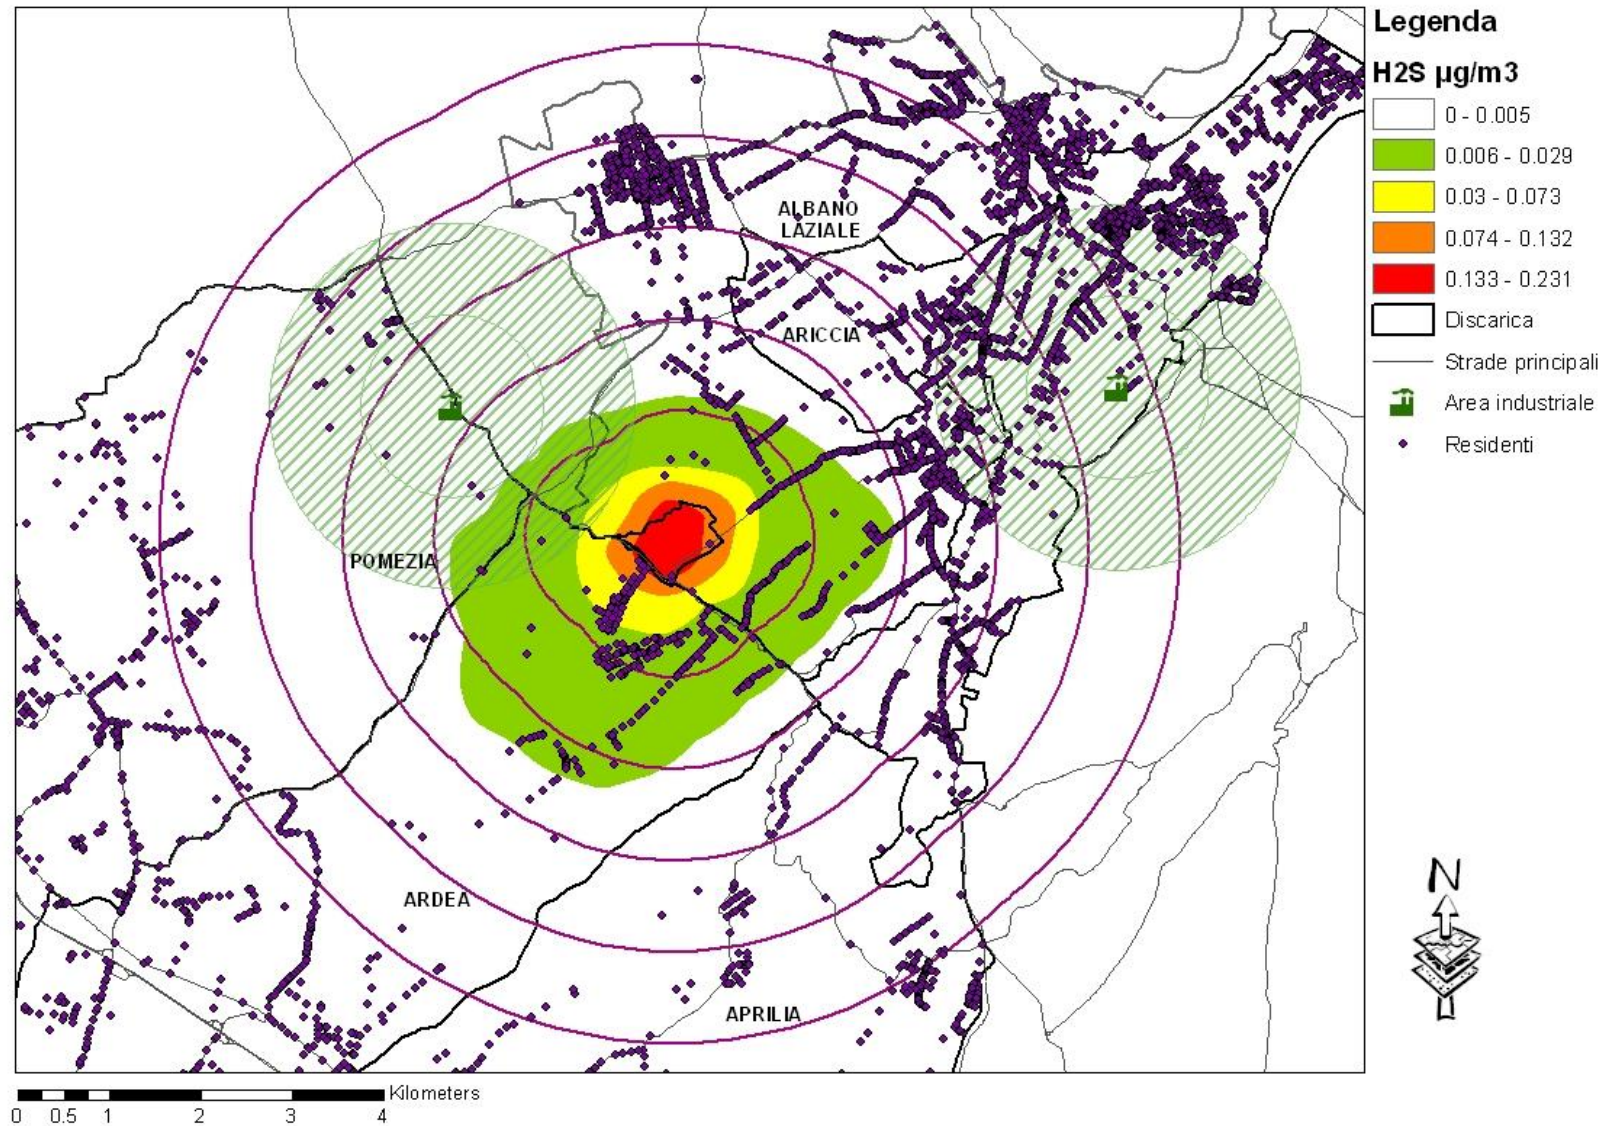 Legenda
H2S µg/m3
0 - 0.005
0.006 - 0.029
0.03 - 0.073
0.074 - 0.132
0.133 - 0.231
Discarica
Strade principali
Area industriale
Residenti
ALBANO
LAZIALE
ARICCIA
POMEZIA
ARDEA
APRILIA
N
Kilometers
0 0.5 1 2 3 4